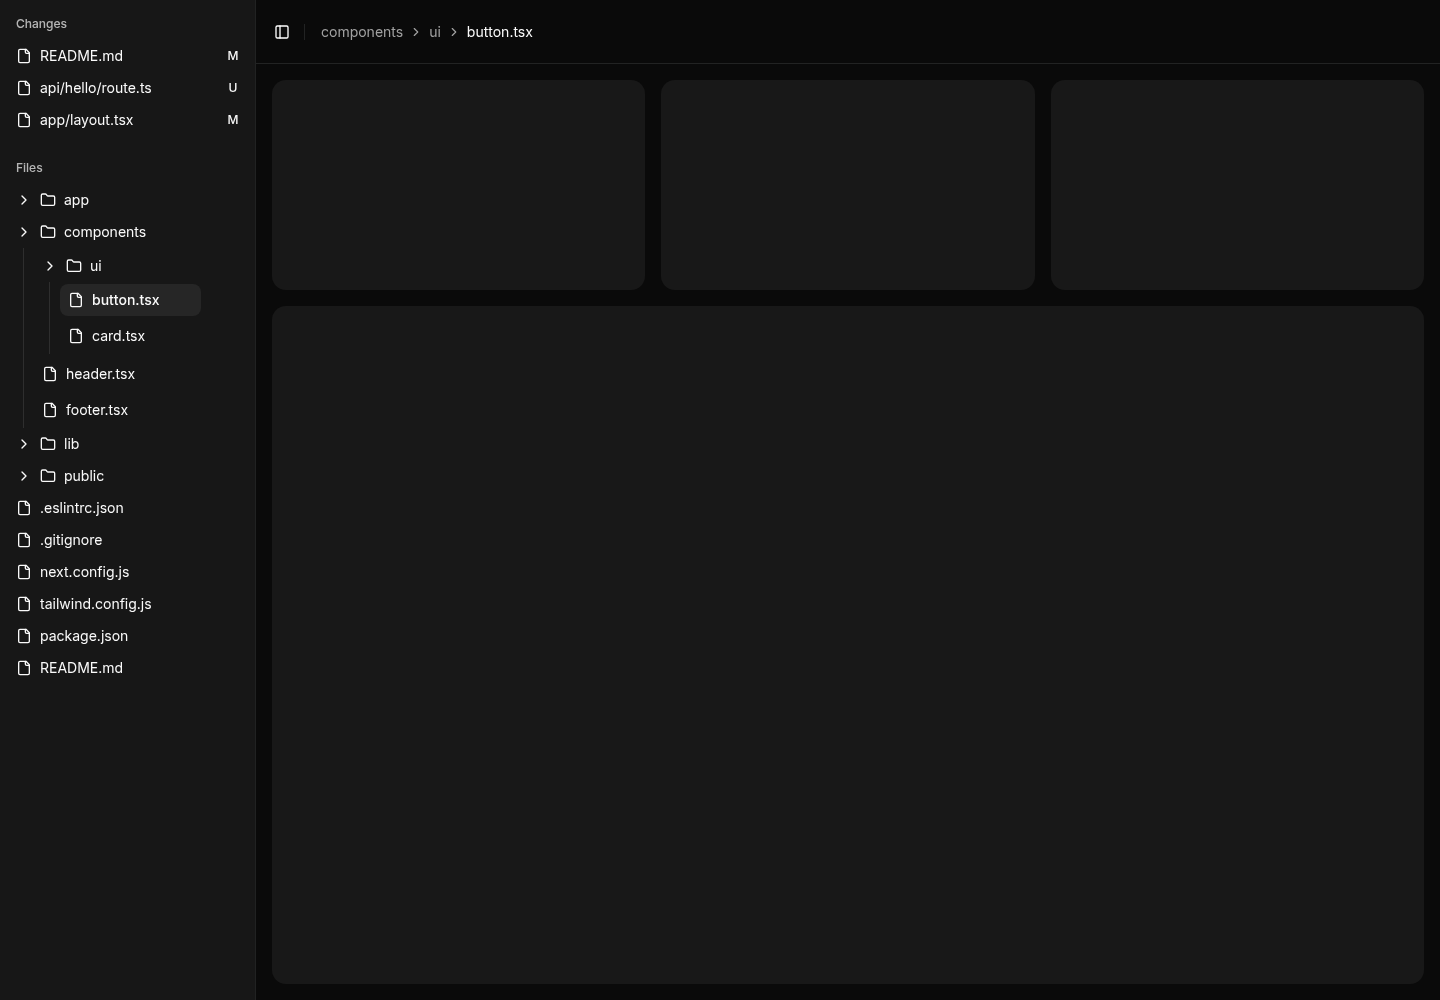 Changes
README.md M
api/hello/route.ts U
app/layout.tsx M
Files
app
components
ui
button.tsx
card.tsx
header.tsx
footer.tsx
lib
public
.eslintrc.json
.gitignore
next.config.js
tailwind.config.js
package.json
README.md
components ui button.tsx